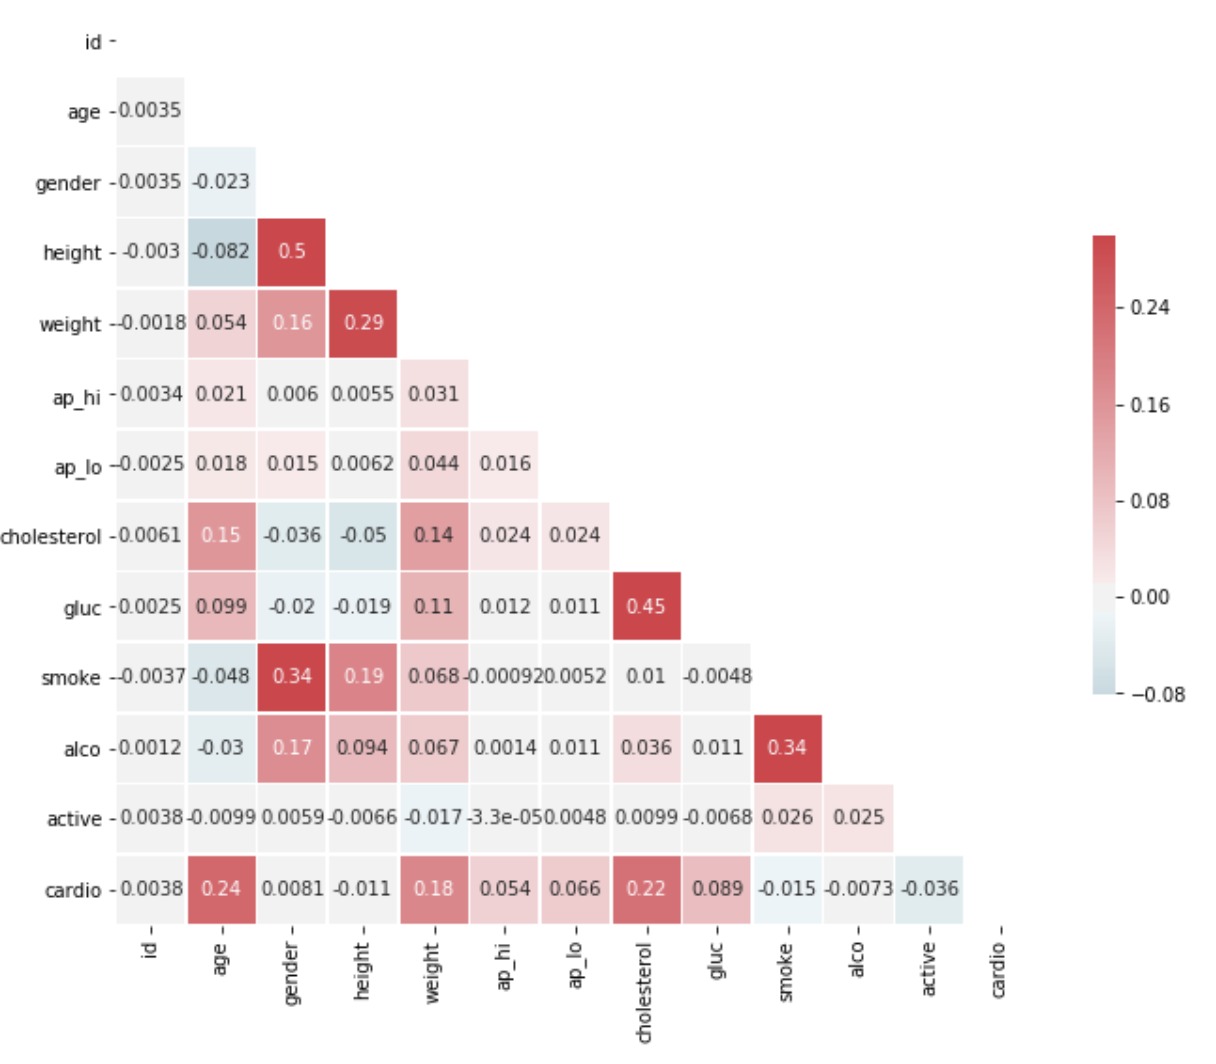 id
age 0.0035
gender 0.0035 -0.023
height -0.003 -0.082 0.5
weight -0.0018 0.054 0.16 0.29
ap_hi 0.0034 0.021 0.006 0.0055 0.031
ap_lo -0.0025 0.018 0.015 0.0062 0.044 0.016
cholesterol 0.0061 0.15 -0.036 -0.05 0.14 0.024 0.024
gluc 0.0025 0.099 -0.02 -0.019 0.11 0.012 0.011 0.45
smoke -0.0037 -0.048 0.34 0.19 0.068 -0.00092 0.0052 0.01 -0.0048
alco 0.0012 -0.03 0.17 0.094 0.067 0.0014 0.011 0.036 0.011 0.34
active 0.0038 -0.0099 0.0059 -0.0066 -0.017 -3.3e-05 0.0048 0.0099 -0.0068 0.026 0.025
cardio 0.0038 0.24 0.0081 -0.011 0.18 0.054 0.066 0.22 0.089 -0.015 -0.0073 -0.036
id age gender height weight ap_hi ap_lo cholesterol gluc smoke alco active cardio
0.24
0.16
0.08
0.00
−0.08